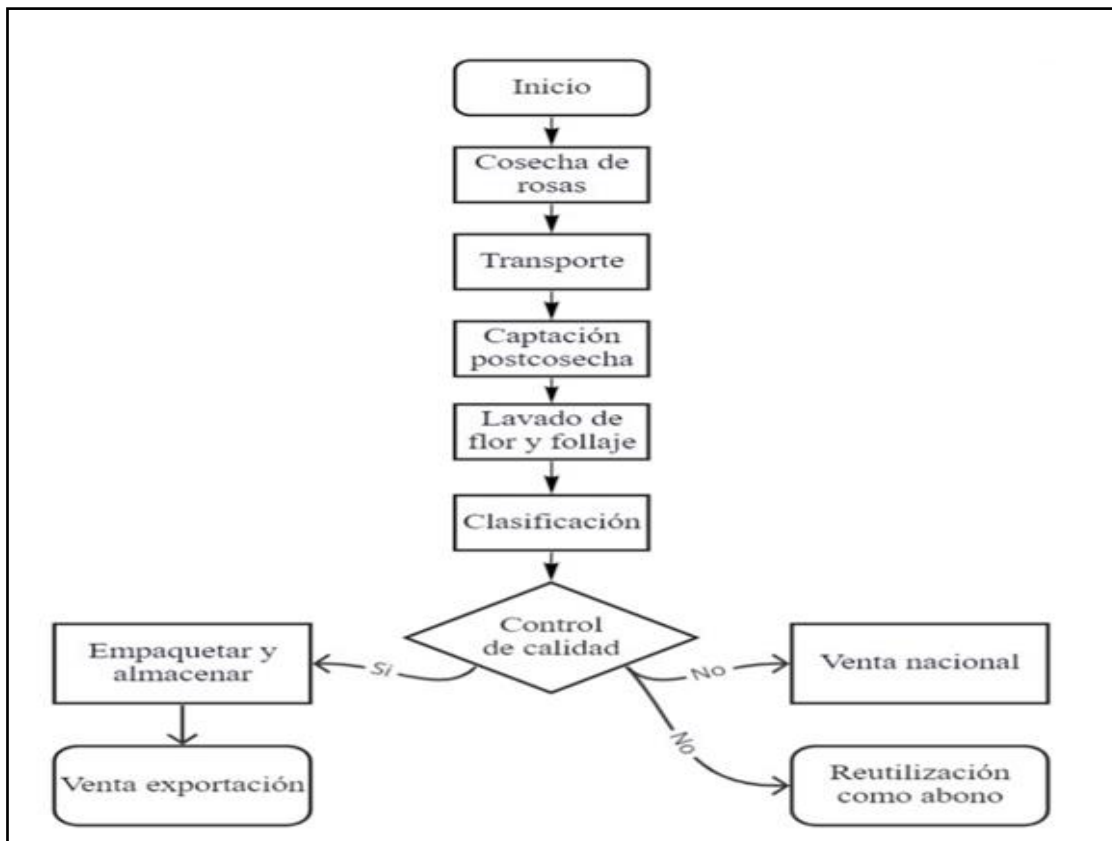 Inicio
Cosecha de
rosas
Transporte
Captación
postcosecha
Lavado de
flor y follaje
Clasificación
Control
de calidad
Si
Empaquetar y
almacenar
Venta exportación
No
Venta nacional
No
Reutilización
como abono